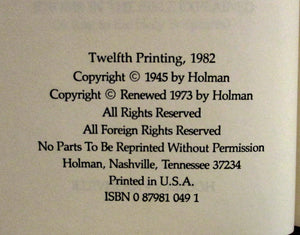 Twelfth Printing, 1982
Copyright © 1945 by Holman
Copyright © Renewed 1973 by Holman
All Rights Reserved
All Foreign Rights Reserved
No Parts To Be Reprinted Without Permission
Holman, Nashville, Tennessee 37234
Printed in U.S.A.
ISBN 0 87981 049 1